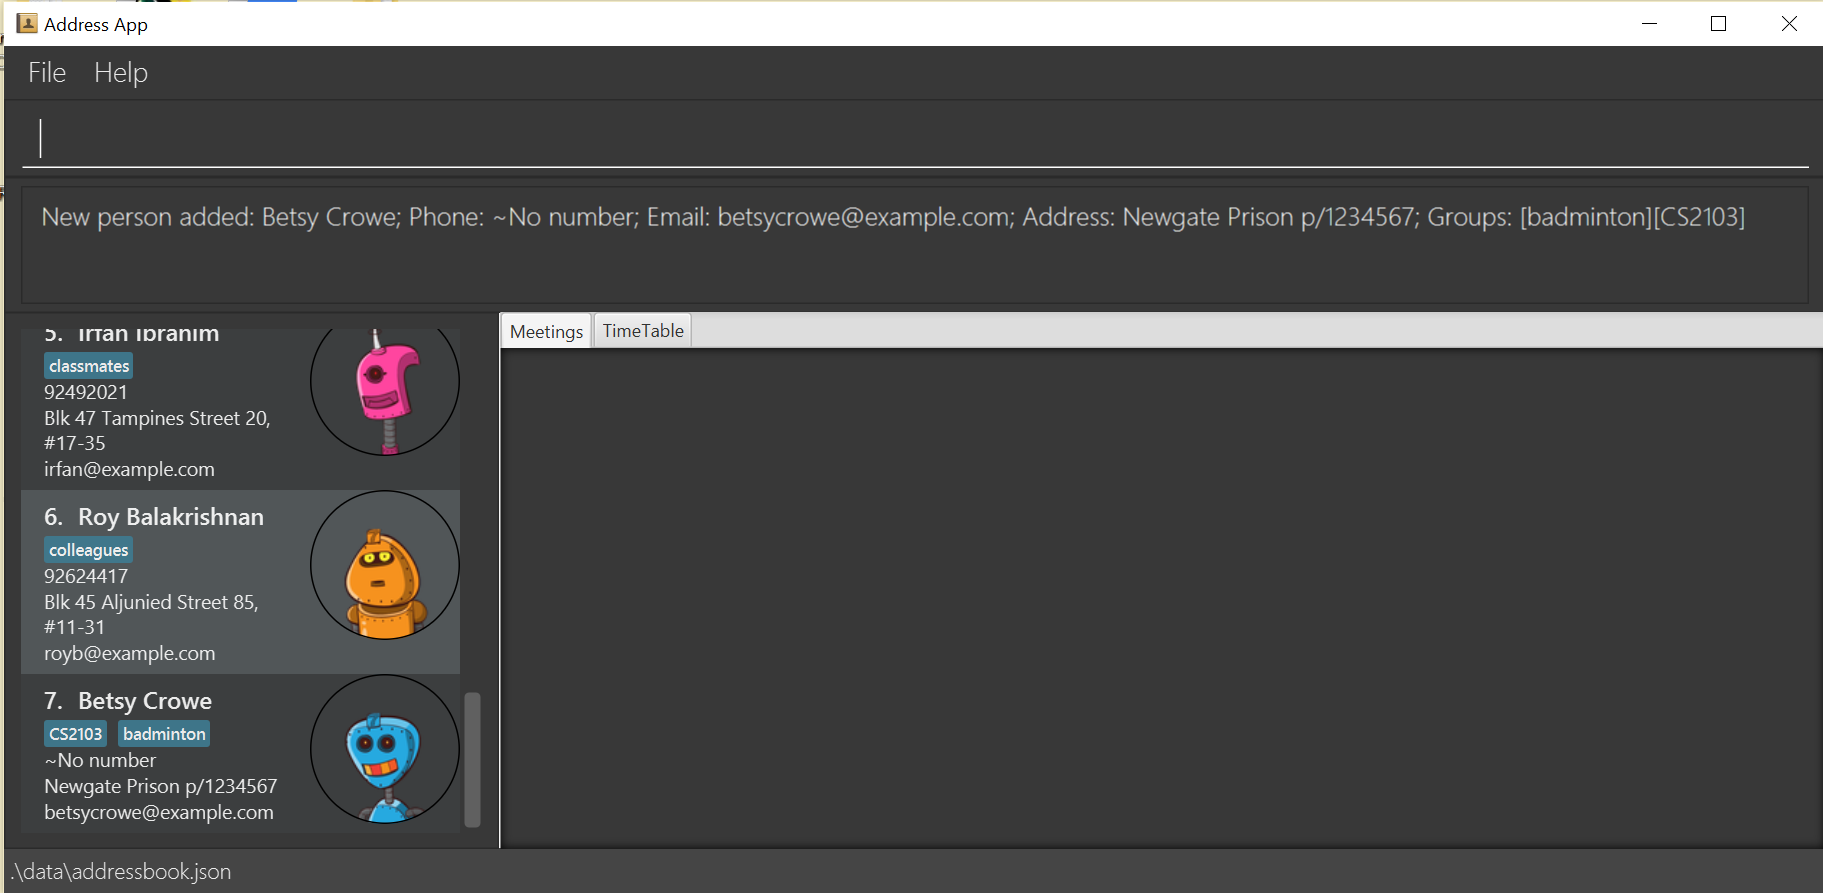 Address App
File Help
New person added: Betsy Crowe; Phone: ~No number; Email: betsycrowe@example.com; Address: Newgate Prison p/1234567; Groups: [badminton][CS2103]
5. Irfan Ibrahim
classmates
92492021
Blk 47 Tampines Street 20,
#17-35
irfan@example.com
6. Roy Balakrishnan
colleagues
92624417
Blk 45 Aljunied Street 85,
#11-31
royb@example.com
7. Betsy Crowe
CS2103 badminton
~No number
Newgate Prison p/1234567
betsycrowe@example.com
Meetings TimeTable
.\data\addressbook.json